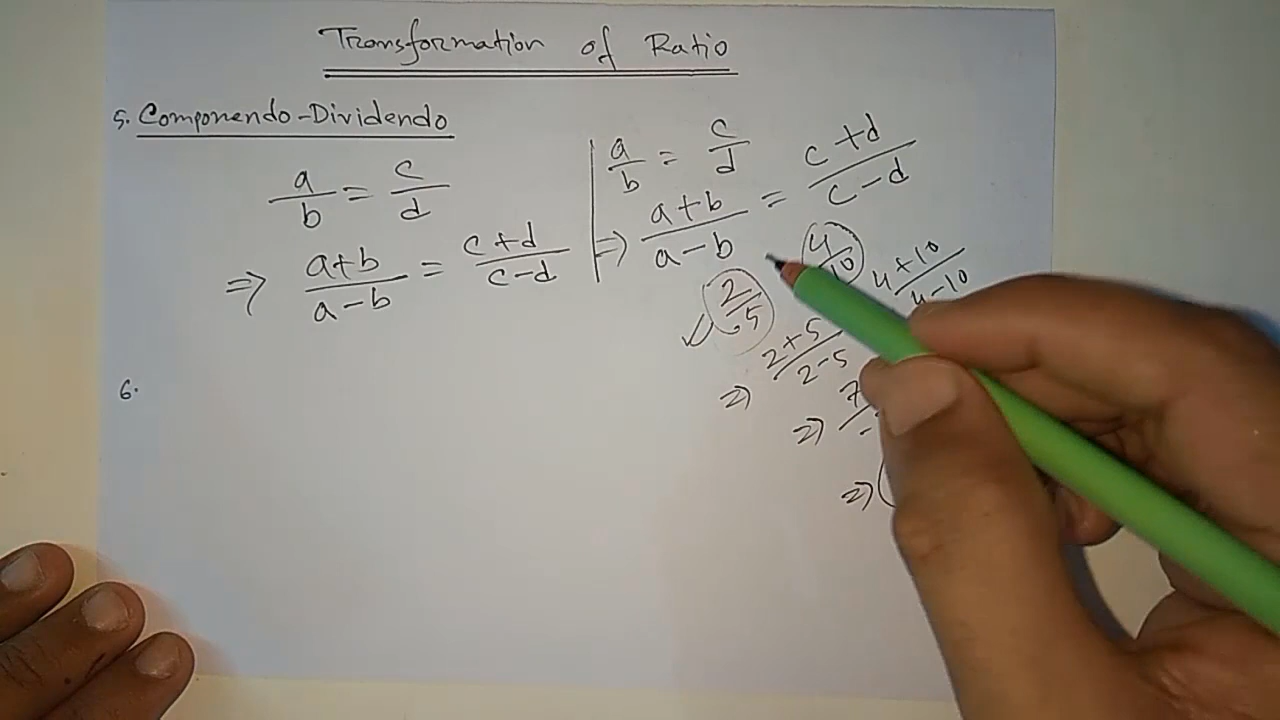 Transformation of Ratio
5. Componendo-Dividendo
a/b = c/d
⇒ a+b/a-b = c+d/c-d
a/b = c/d
⇒ a+b/a-b = c+d/c-d
2/5
4/10
4+10/4-10
⇒ 2+5/2-5
⇒ 7
⇒
6.